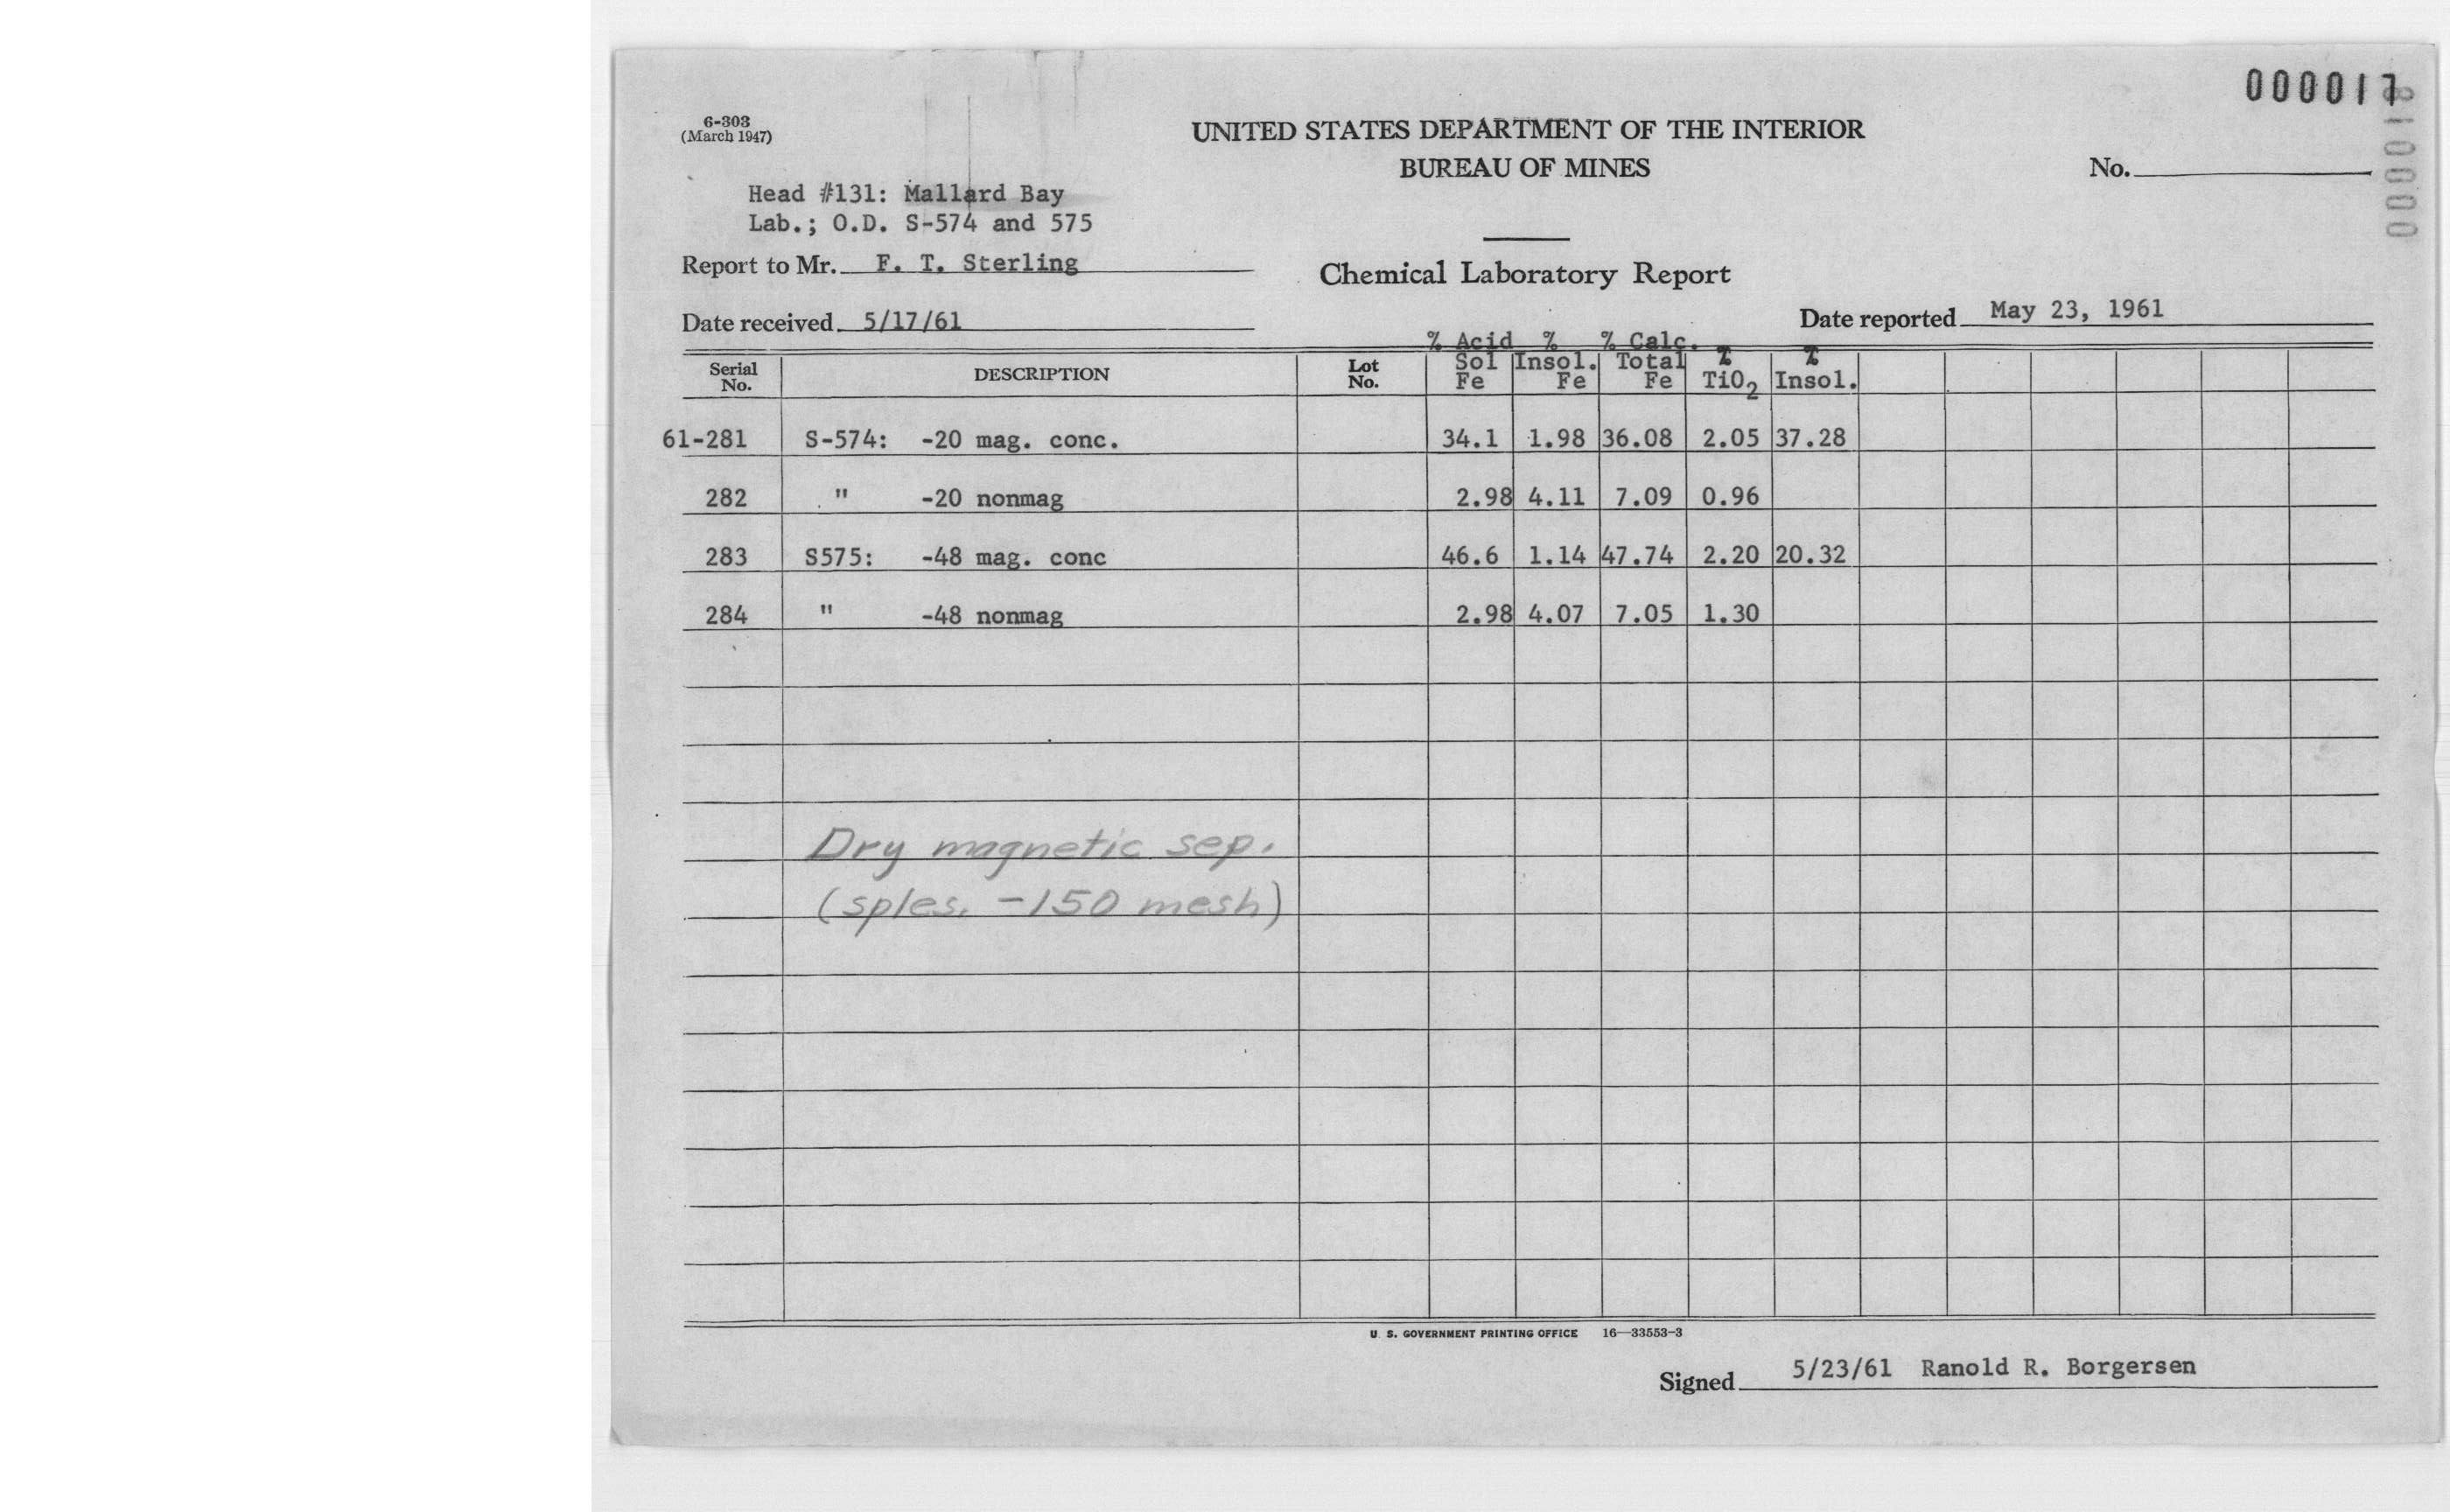 000017
81000
6-303
(March 1947)
UNITED STATES DEPARTMENT OF THE INTERIOR
BUREAU OF MINES
No.
Head #131: Mallard Bay
Lab.; O.D. S-574 and 575
Report to Mr. F. T. Sterling
Chemical Laboratory Report
Date received 5/17/61
Date reported May 23, 1961
Serial No. DESCRIPTION Lot No. % Acid Sol Fe % Insol. Fe % Calc. Total Fe % TiO2 % Insol.
61-281 S-574: -20 mag. conc. 34.1 1.98 36.08 2.05 37.28
282 " -20 nonmag 2.98 4.11 7.09 0.96
283 S575: -48 mag. conc 46.6 1.14 47.74 2.20 20.32
284 " -48 nonmag 2.98 4.07 7.05 1.30
Dry magnetic sep.
(sples. -150 mesh)
U. S. GOVERNMENT PRINTING OFFICE 16—33553-3
Signed 5/23/61 Ranold R. Borgersen